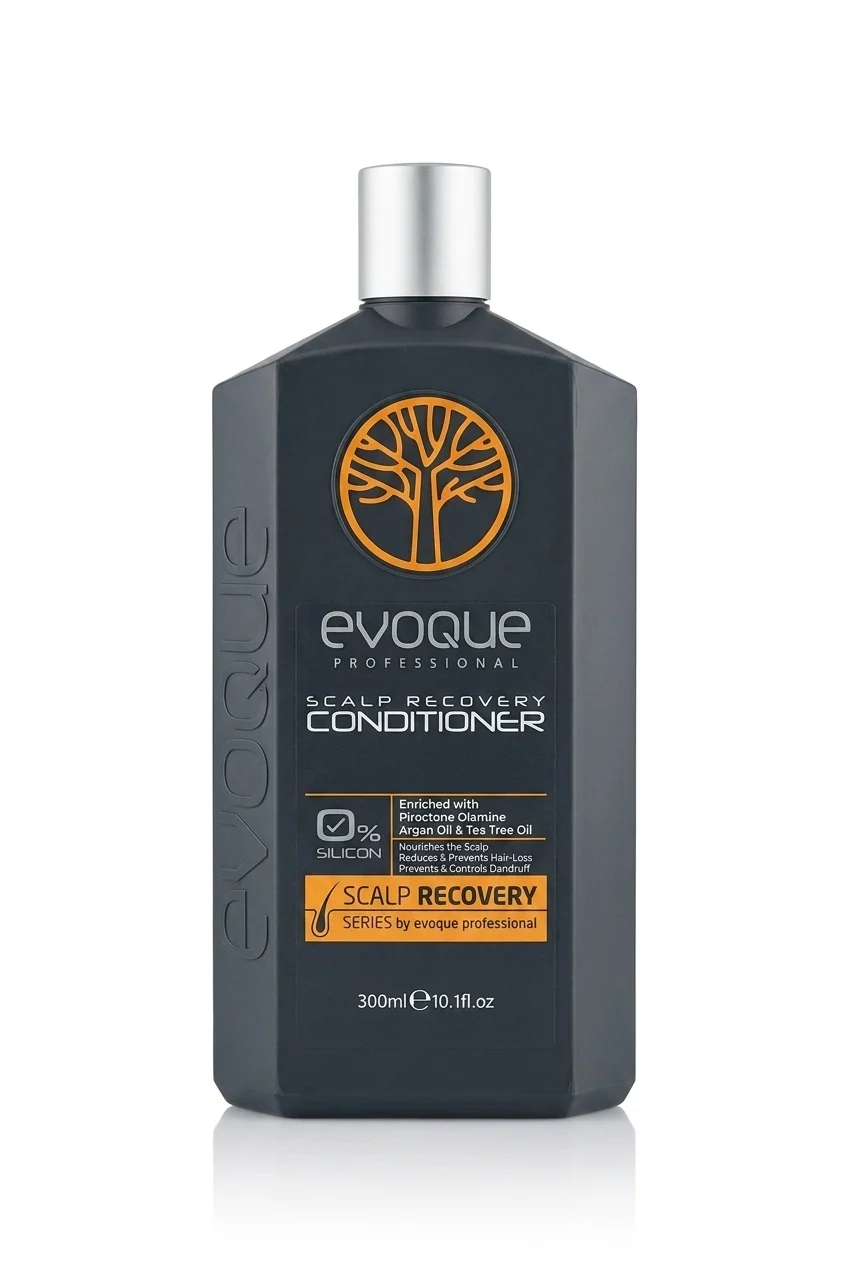 evoque
evoque
PROFESSIONAL
SCALP RECOVERY
CONDITIONER
0%
SILICON
Enriched with
Piroctone Olamine
Argan Oil & Tes Tree Oil
Nourishes the Scalp
Reduces & Prevents Hair-Loss
Prevents & Controls Dandruff
SCALP RECOVERY
SERIES by evoque professional
300ml℮10.1fl.oz